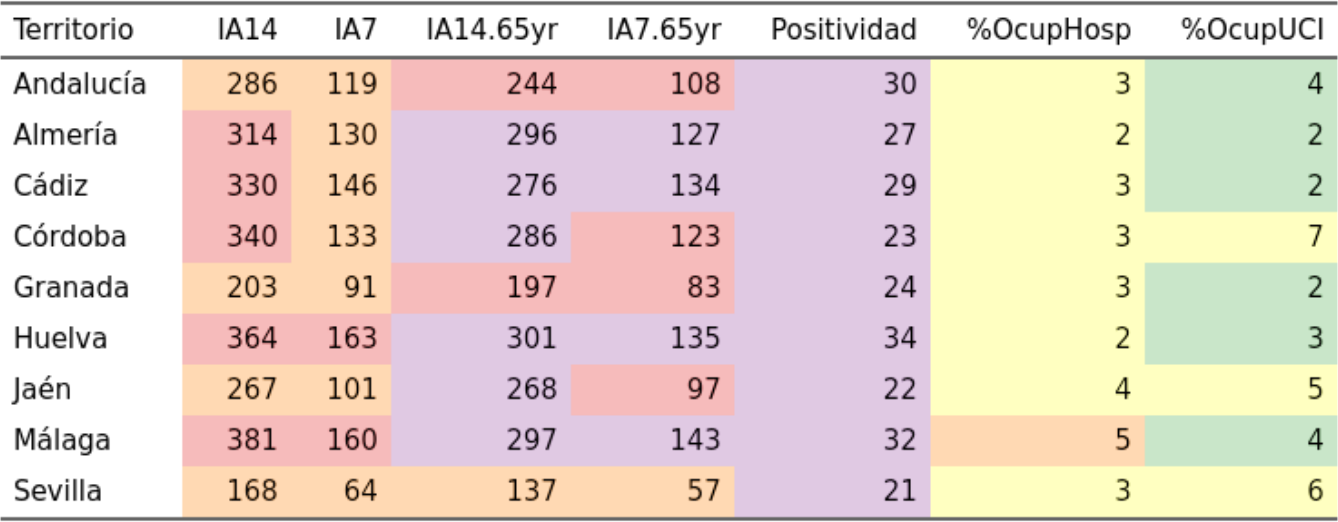 Territorio IA14 IA7 IA14.65yr IA7.65yr Positividad %OcupHosp %OcupUCI
Andalucía 286 119 244 108 30 3 4
Almería 314 130 296 127 27 2 2
Cádiz 330 146 276 134 29 3 2
Córdoba 340 133 286 123 23 3 7
Granada 203 91 197 83 24 3 2
Huelva 364 163 301 135 34 2 3
Jaén 267 101 268 97 22 4 5
Málaga 381 160 297 143 32 5 4
Sevilla 168 64 137 57 21 3 6